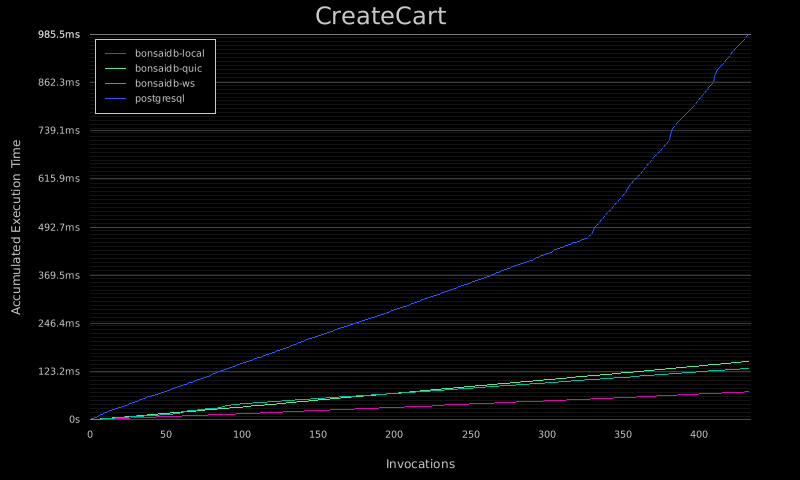 CreateCart
985.5ms
862.3ms
739.1ms
615.9ms
492.7ms
369.5ms
246.4ms
123.2ms
0s
bonsaidb-local
bonsaidb-quic
bonsaidb-ws
postgresql
Accumulated Execution Time
0 50 100 150 200 250 300 350 400
Invocations